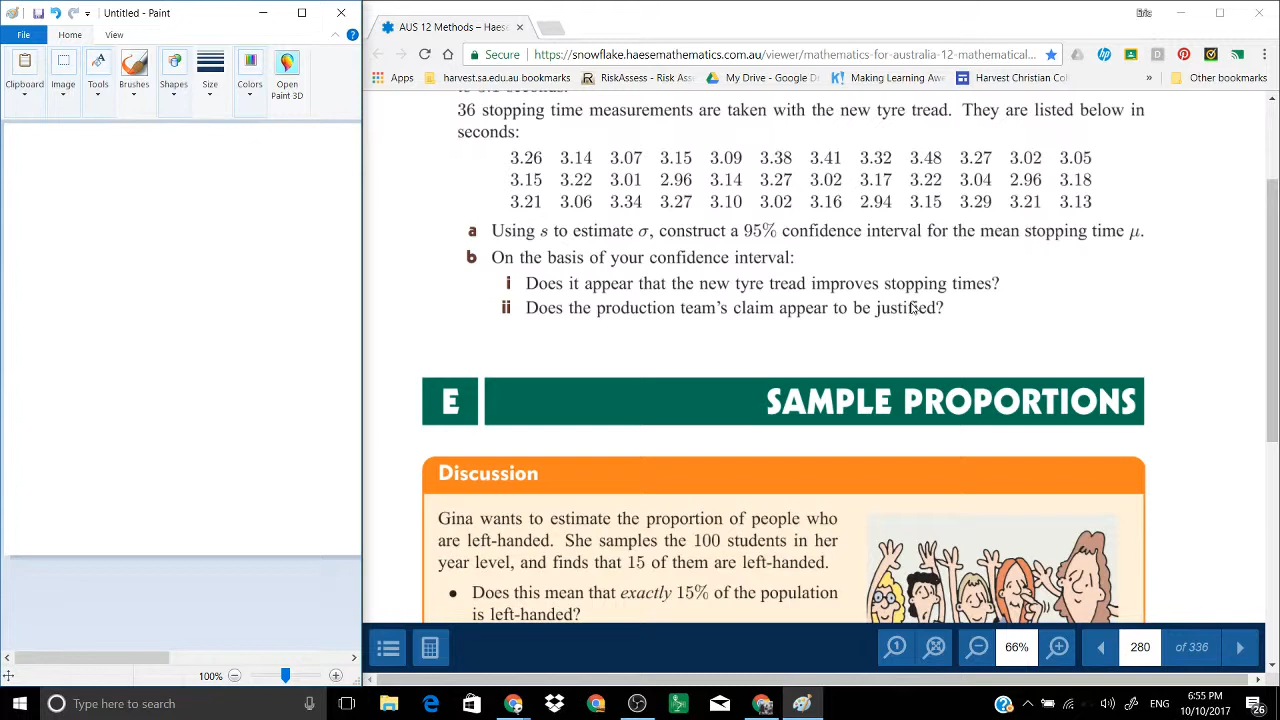 Untitled - Paint
File
Home
View
Clipboard
Image
Tools
Brushes
Shapes
Size
Colors
Open
Paint 3D
100%
AUS 12 Methods – Haese
Secure
https://snowflake.haesemathematics.com.au/viewer/mathematics-for-australia-12-mathematical...
Apps
harvest.sa.edu.au bookmarks
RiskAssess - Risk Ass
My Drive - Google
Making Learning Awe
Harvest Christian Col
Other bookmarks
36 stopping time measurements are taken with the new tyre tread. They are listed below in
seconds:
3.26 3.14 3.07 3.15 3.09 3.38 3.41 3.32 3.48 3.27 3.02 3.05
3.15 3.22 3.01 2.96 3.14 3.27 3.02 3.17 3.22 3.04 2.96 3.18
3.21 3.06 3.34 3.27 3.10 3.02 3.16 2.94 3.15 3.29 3.21 3.13
a Using s to estimate σ, construct a 95% confidence interval for the mean stopping time μ.
b On the basis of your confidence interval:
i Does it appear that the new tyre tread improves stopping times?
ii Does the production team's claim appear to be justified?
E SAMPLE PROPORTIONS
Discussion
Gina wants to estimate the proportion of people who
are left-handed. She samples the 100 students in her
year level, and finds that 15 of them are left-handed.
• Does this mean that exactly 15% of the population
is left-handed?
66%
280
of 336
Type here to search
ENG
6:55 PM
10/10/2017
26